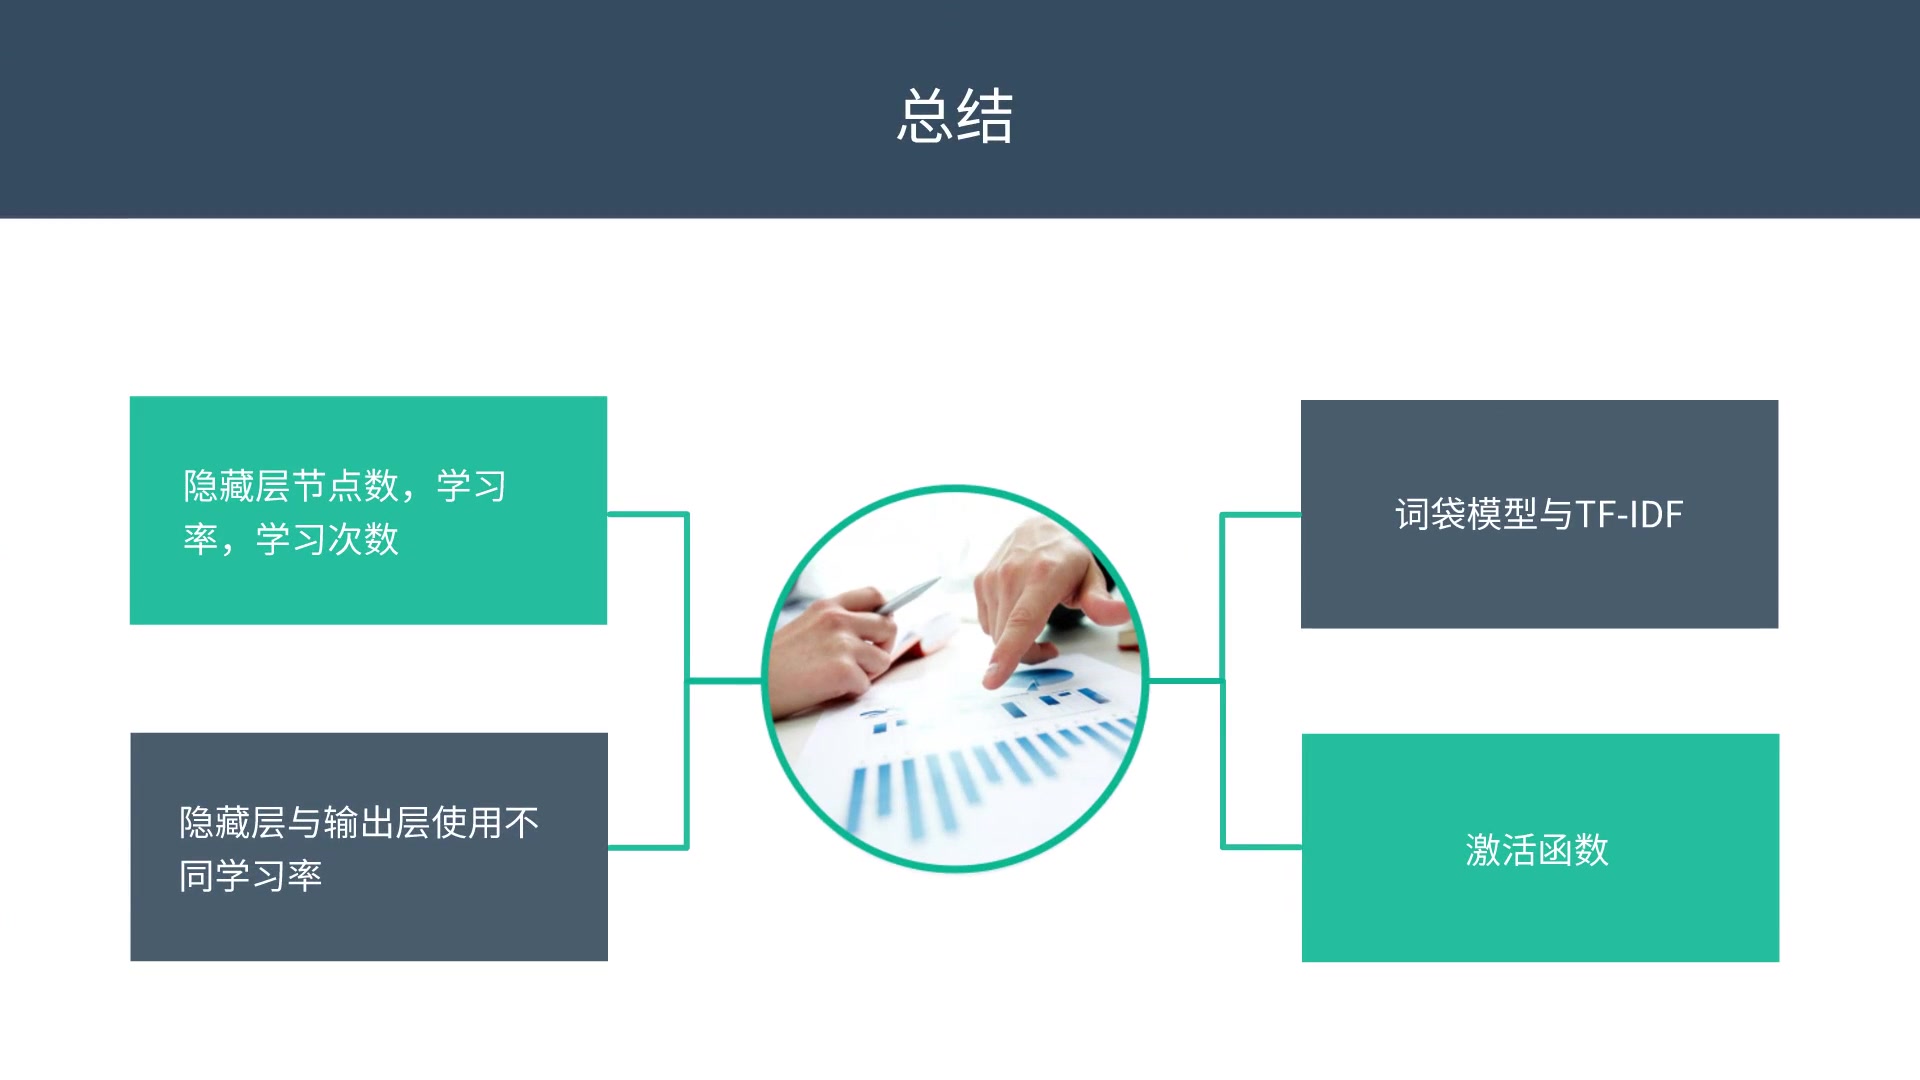 总结
隐藏层节点数，学习
率，学习次数
隐藏层与输出层使用不
同学习率
词袋模型与TF-IDF
激活函数